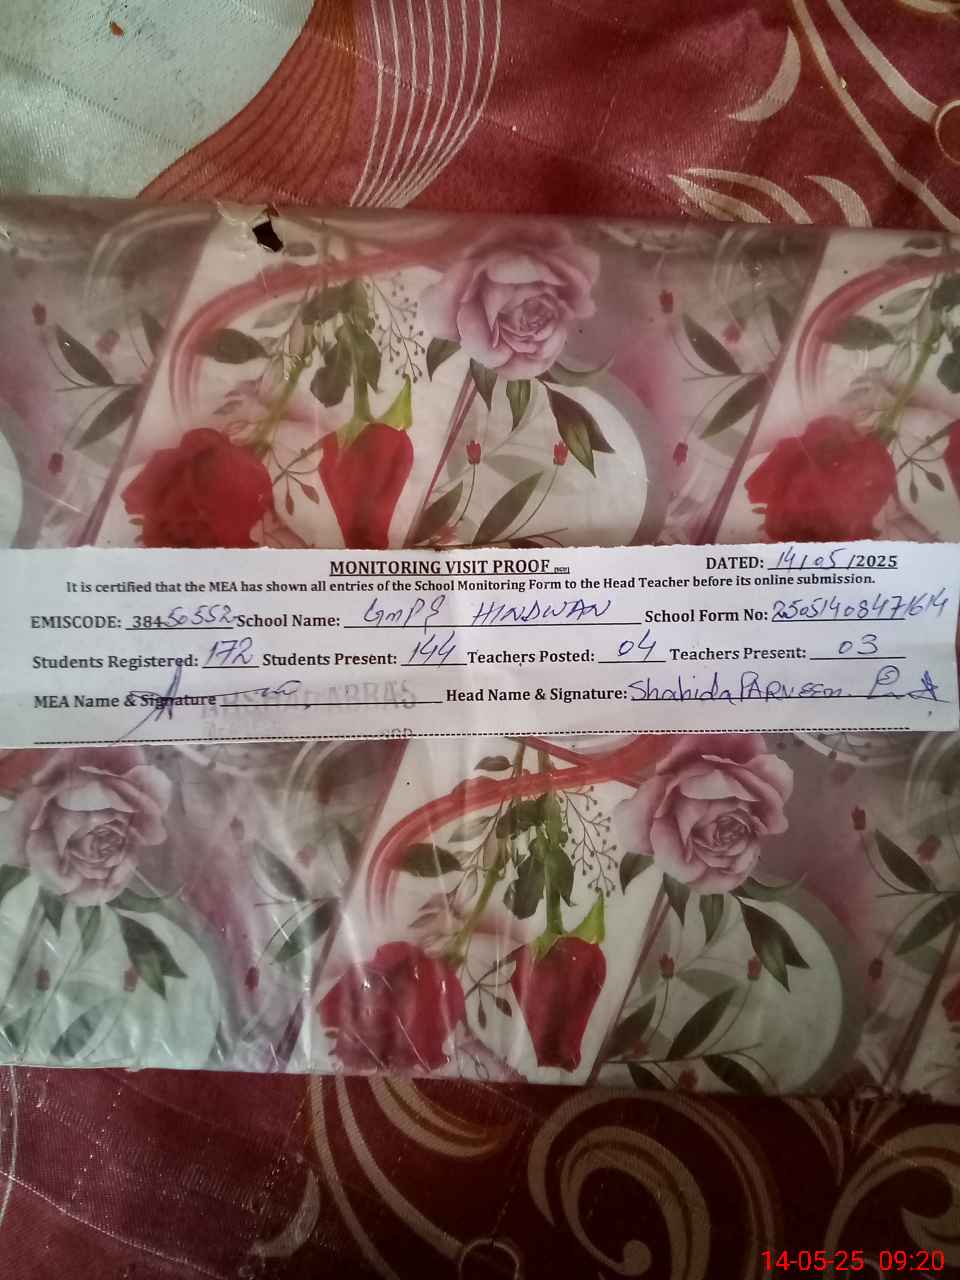 MONITORING VISIT PROOF
DATED: 14/05/2025
It is certified that the MEA has shown all entries of the School Monitoring Form to the Head Teacher before its online submission.
EMISCODE: 38450552 School Name: GMPS HINDWAN School Form No: 25051408471614
Students Registered: 172 Students Present: 144 Teachers Posted: 04 Teachers Present: 03
MEA Name & Signature Head Name & Signature: Shahida PARVEEN
14-05-25 09:20